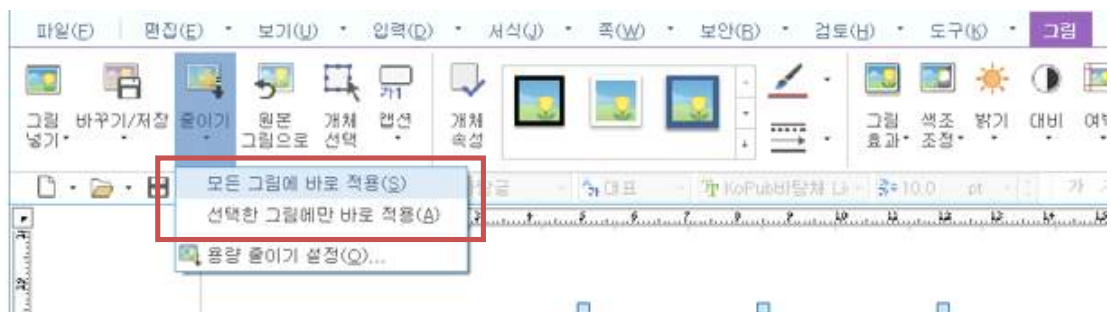 파일(F) 편집(E) 보기(U) 입력(D) 서식(J) 쪽(W) 보안(B) 검토(H) 도구(K) 그림
그림 넣기 바꾸기/저장 줄이기 원본 그림으로 개체 선택 캡션 개체 속성 그림 효과 색조 조정 밝기 대비
가1
모든 그림에 바로 적용(S)
대표 KoPub바탕체 10.0 pt 가
선택한 그림에만 바로 적용(A)
용량 줄이기 설정(O)...